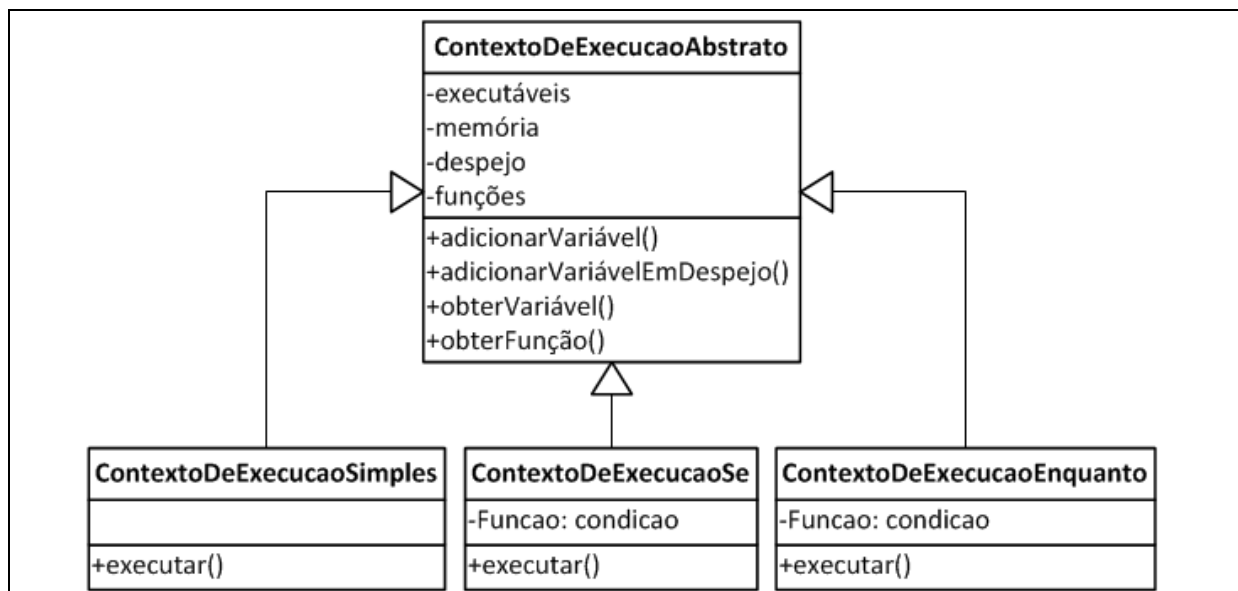 ContextoDeExecucaoAbstrato
-executáveis
-memória
-despejo
-funções
+adicionarVariável()
+adicionarVariávelEmDespejo()
+obterVariável()
+obterFunção()
ContextoDeExecucaoSimples
+executar()
ContextoDeExecucaoSe
-Funcao: condicao
+executar()
ContextoDeExecucaoEnquanto
-Funcao: condicao
+executar()